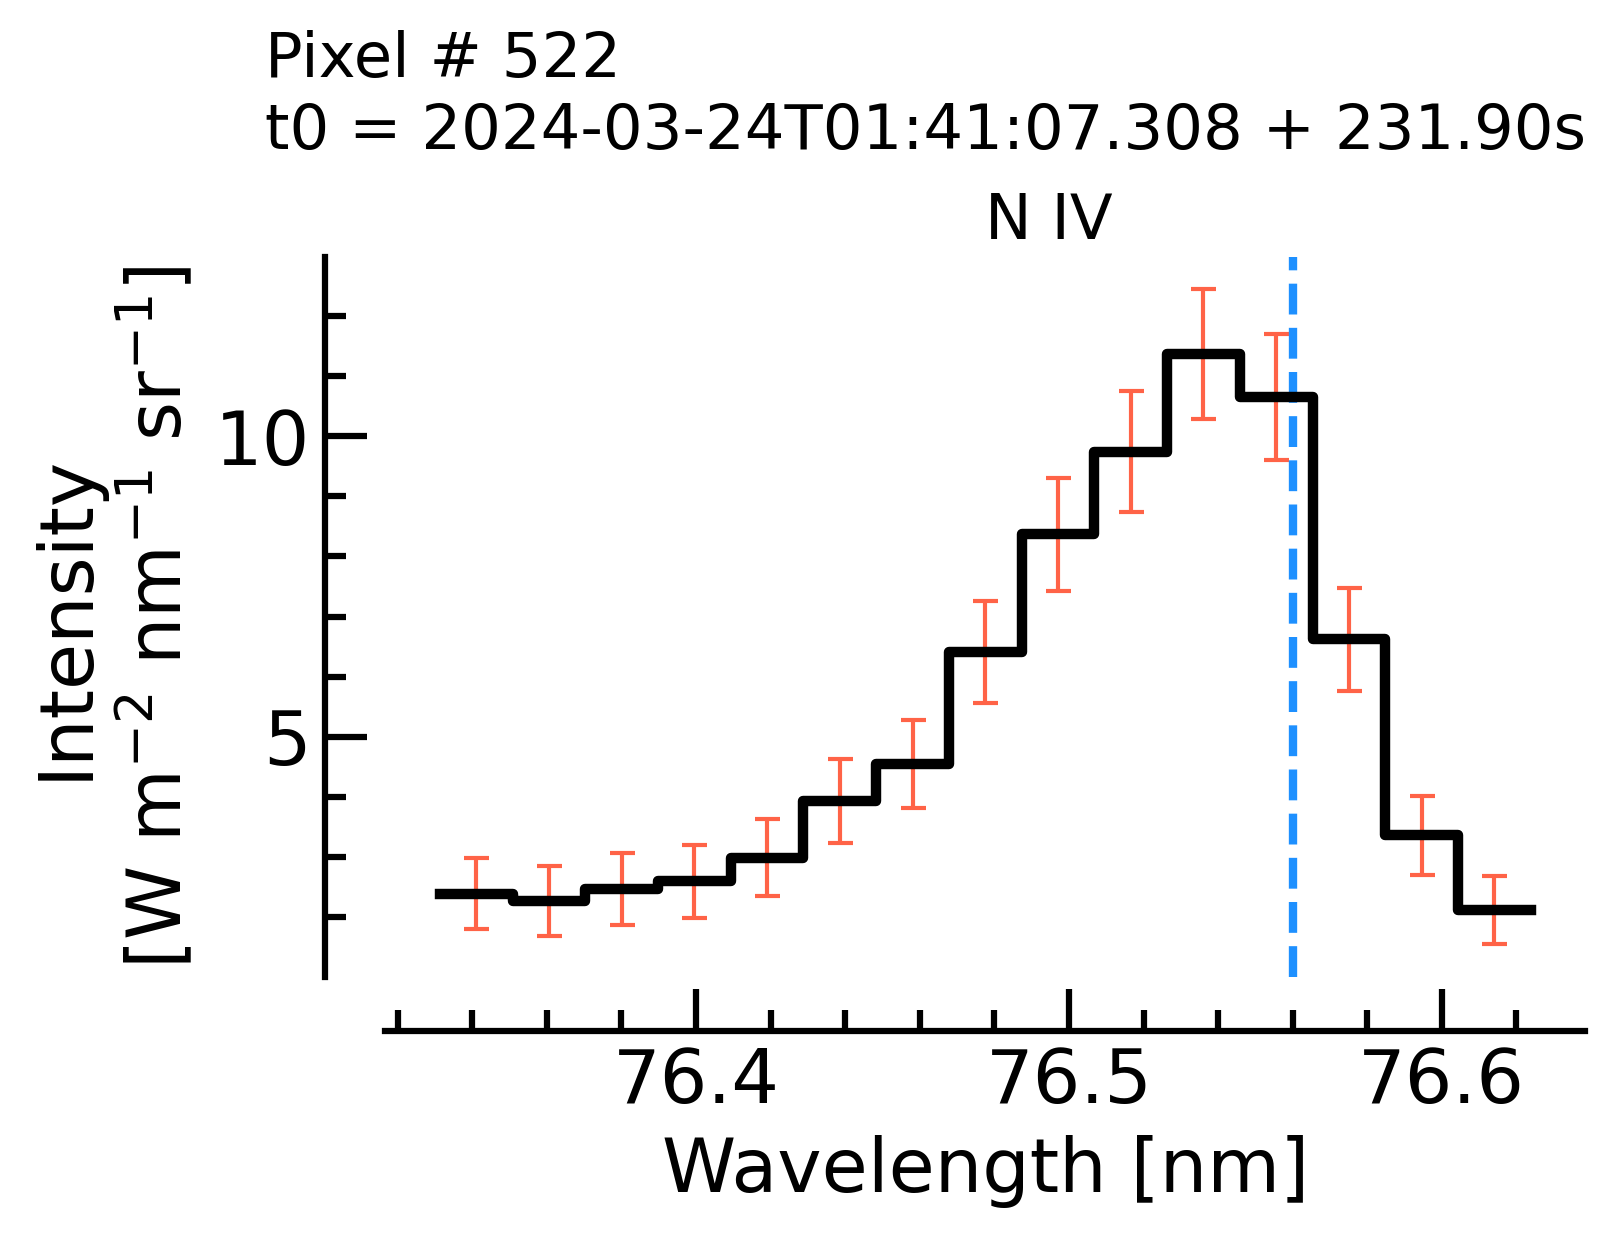 Pixel # 522
t0 = 2024-03-24T01:41:07.308 + 231.90s
N IV
Intensity
[W m⁻² nm⁻¹ sr⁻¹]
10
5
76.4 76.5 76.6
Wavelength [nm]